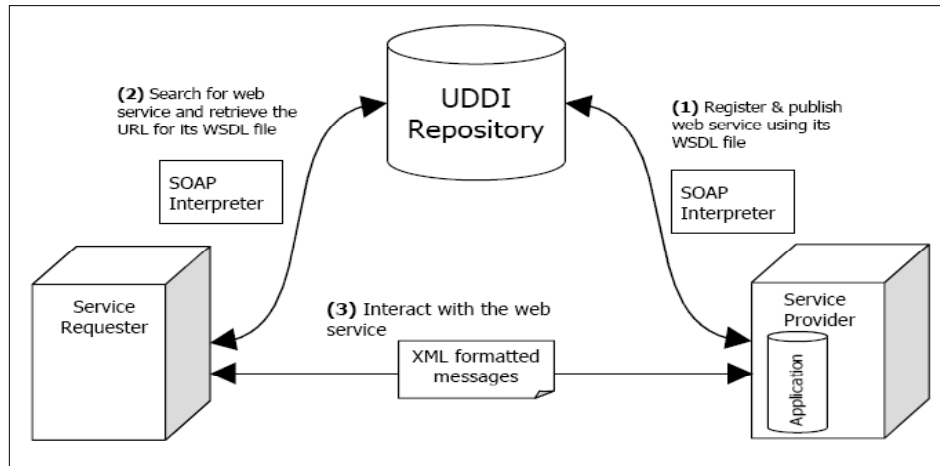 UDDI
Repository
(2) Search for web
service and retrieve the
URL for its WSDL file
(1) Register & publish
web service using its
WSDL file
SOAP
Interpreter
SOAP
Interpreter
Service
Requester
(3) Interact with the web
service
XML formatted
messages
Service
Provider
Application